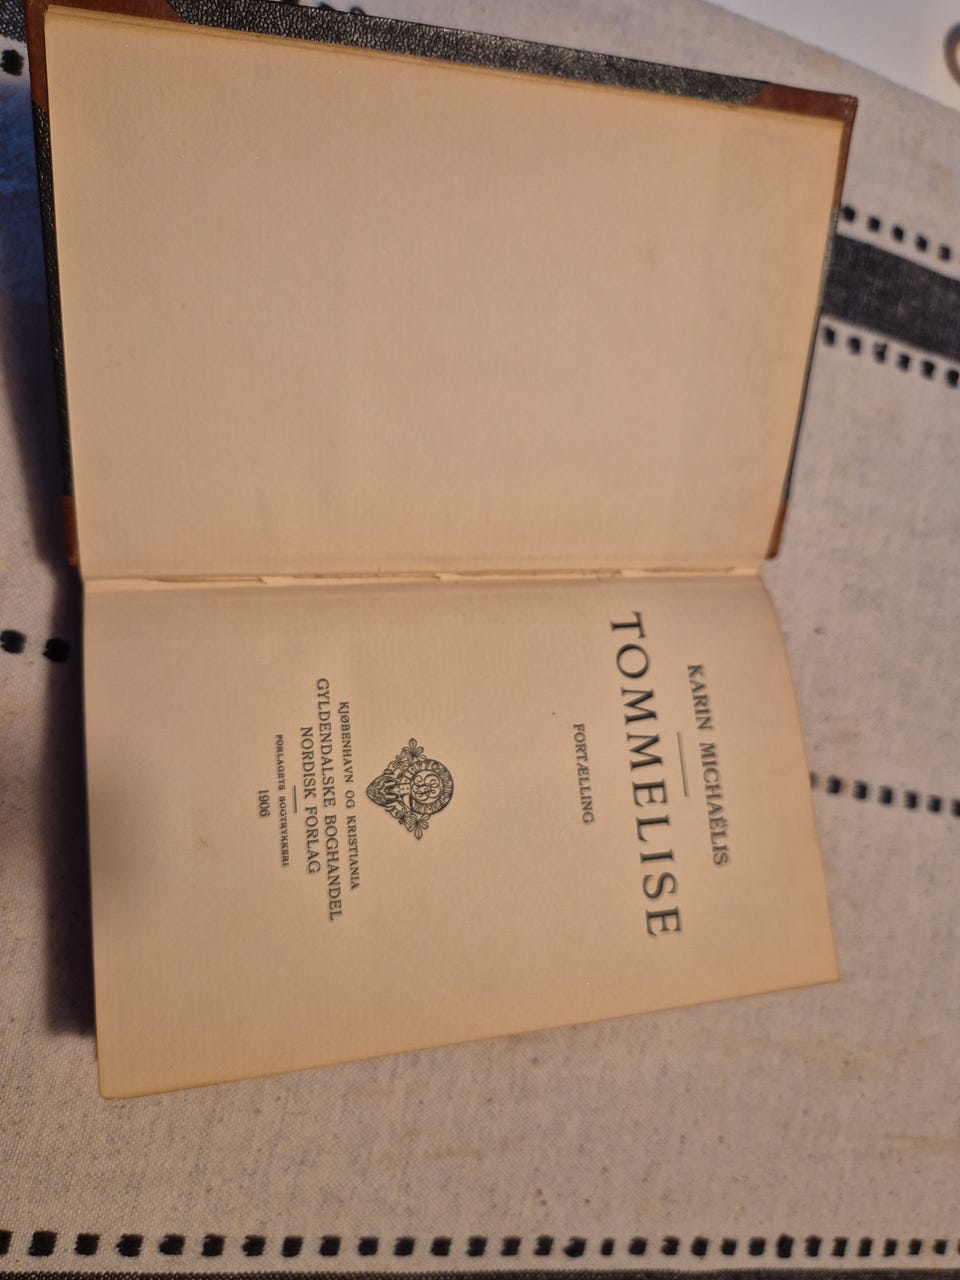 KARIN MICHAËLIS
TOMMELISE
FORTÆLLING
KJØBENHAVN OG KRISTIANIA
GYLDENDALSKE BOGHANDEL
NORDISK FORLAG
FORLAGETS BOGTRYKKERI
1906